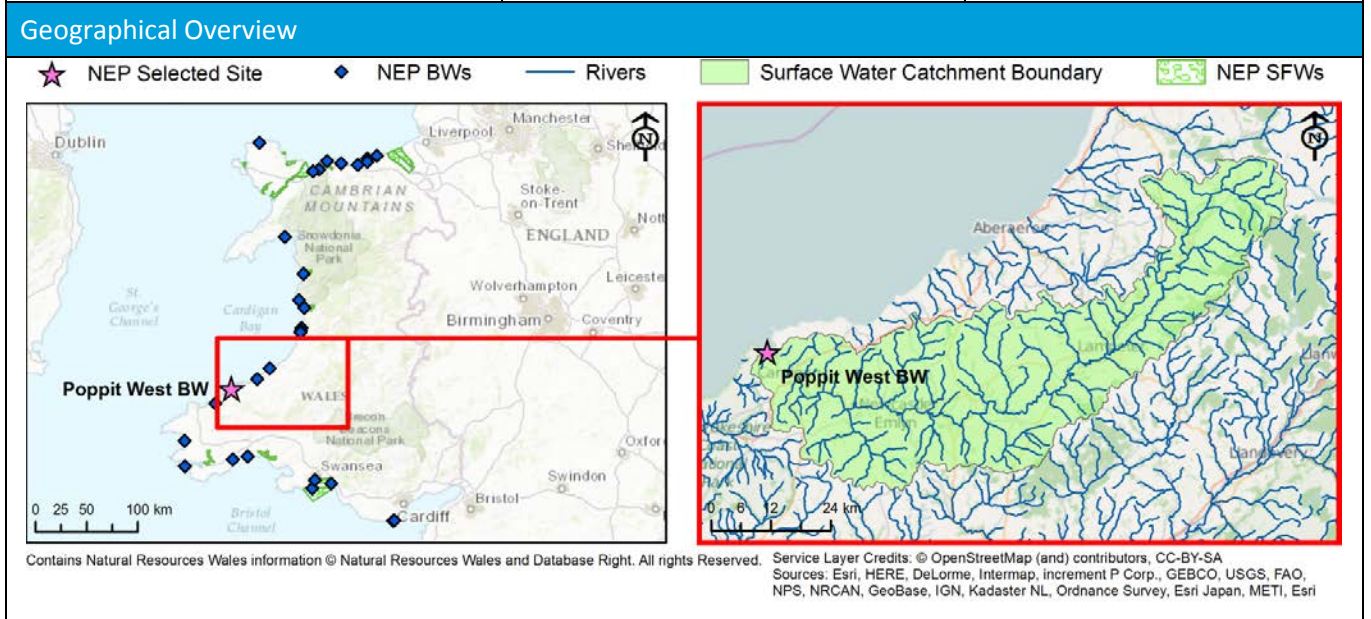 Geographical Overview
NEP Selected Site
NEP BWs
Rivers
Surface Water Catchment Boundary
NEP SFWs
Dublin
Liverpool
Manchester
N
CAMBRIAN
MOUNTAINS
Stoke-
on-Trent
Snowdonia
National
Park
ENGLAND
Nott
St.
George's
Channel
Cardigan
Bay
Wolverhampton
Leiceste
Birmingham
Coventry
Poppit West BW
WALES
Brecon
Beacons
National Park
Oxfor
Swansea
Swindon
Bristol
Cardiff
Bristol
Channel
0 25 50 100 km
N
Aberaeron
Lampeter
Poppit West BW
Emlyn
Llandovery
0 6 12 24 km
Contains Natural Resources Wales information © Natural Resources Wales and Database Right. All rights Reserved.
Service Layer Credits: © OpenStreetMap (and) contributors, CC-BY-SA
Sources: Esri, HERE, DeLorme, Intermap, increment P Corp., GEBCO, USGS, FAO,
NPS, NRCAN, GeoBase, IGN, Kadaster NL, Ordnance Survey, Esri Japan, METI, Esri